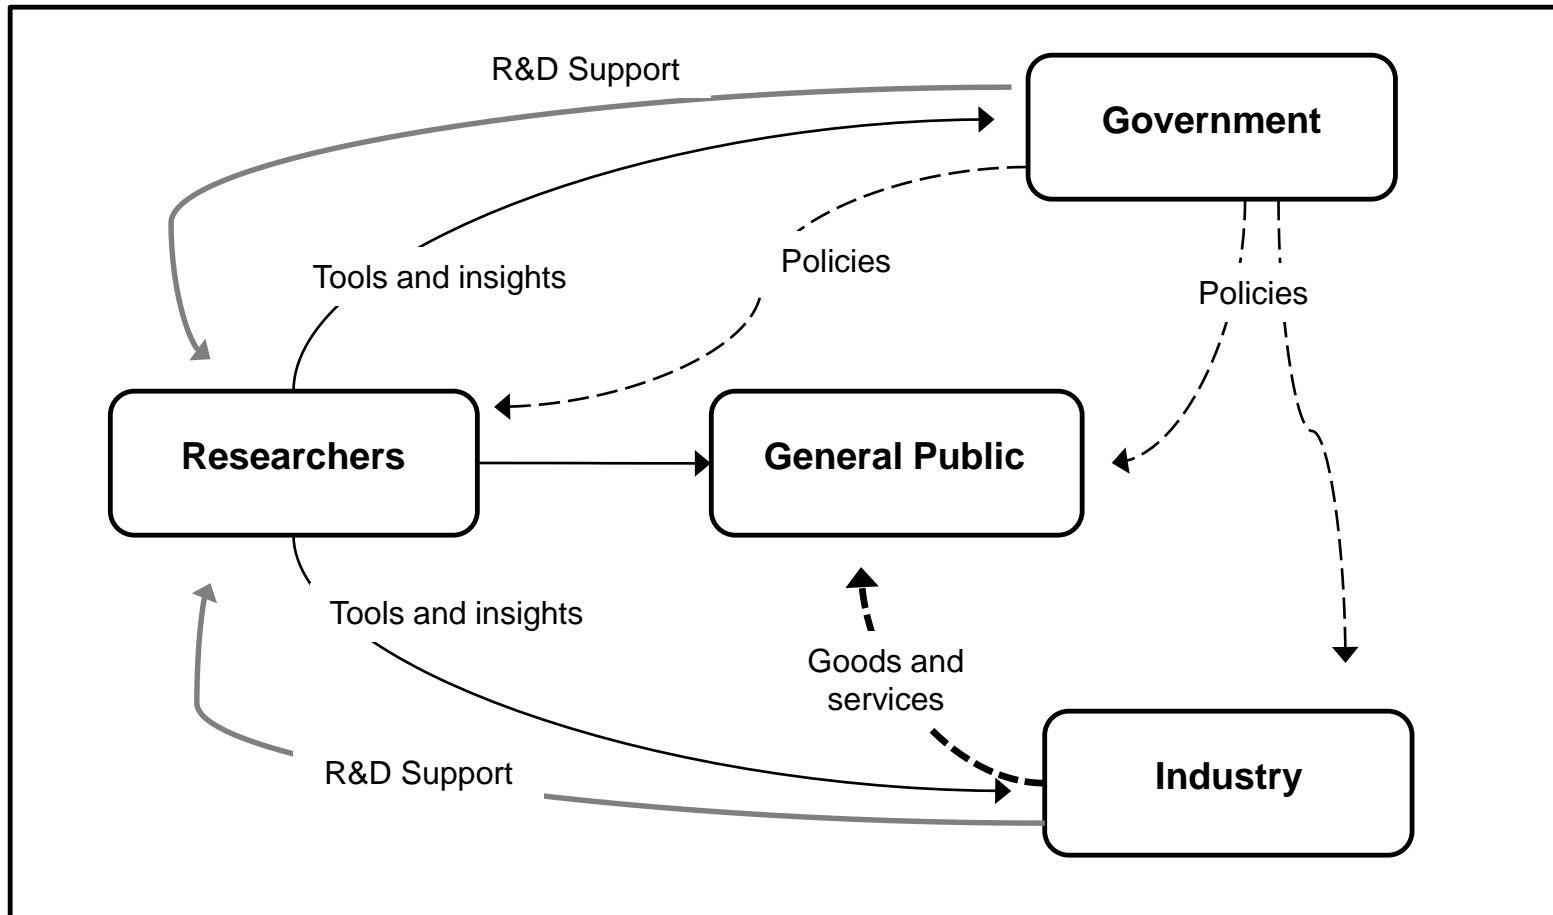 R&D Support
Government
Tools and insights
Policies
Policies
Researchers
General Public
Tools and insights
Goods and
services
R&D Support
Industry